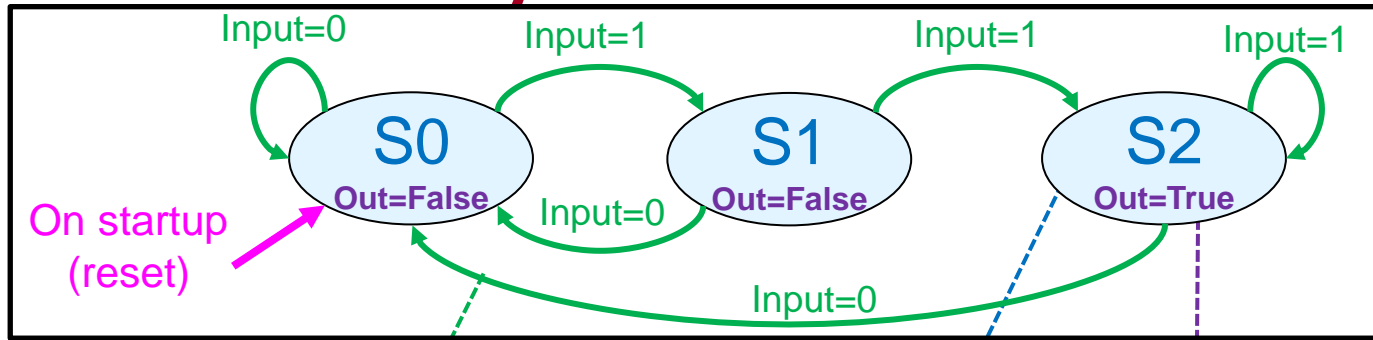 Input=0
Input=1
Input=1
Input=1
S0
Out=False
S1
Out=False
S2
Out=True
On startup
(reset)
Input=0
Input=0